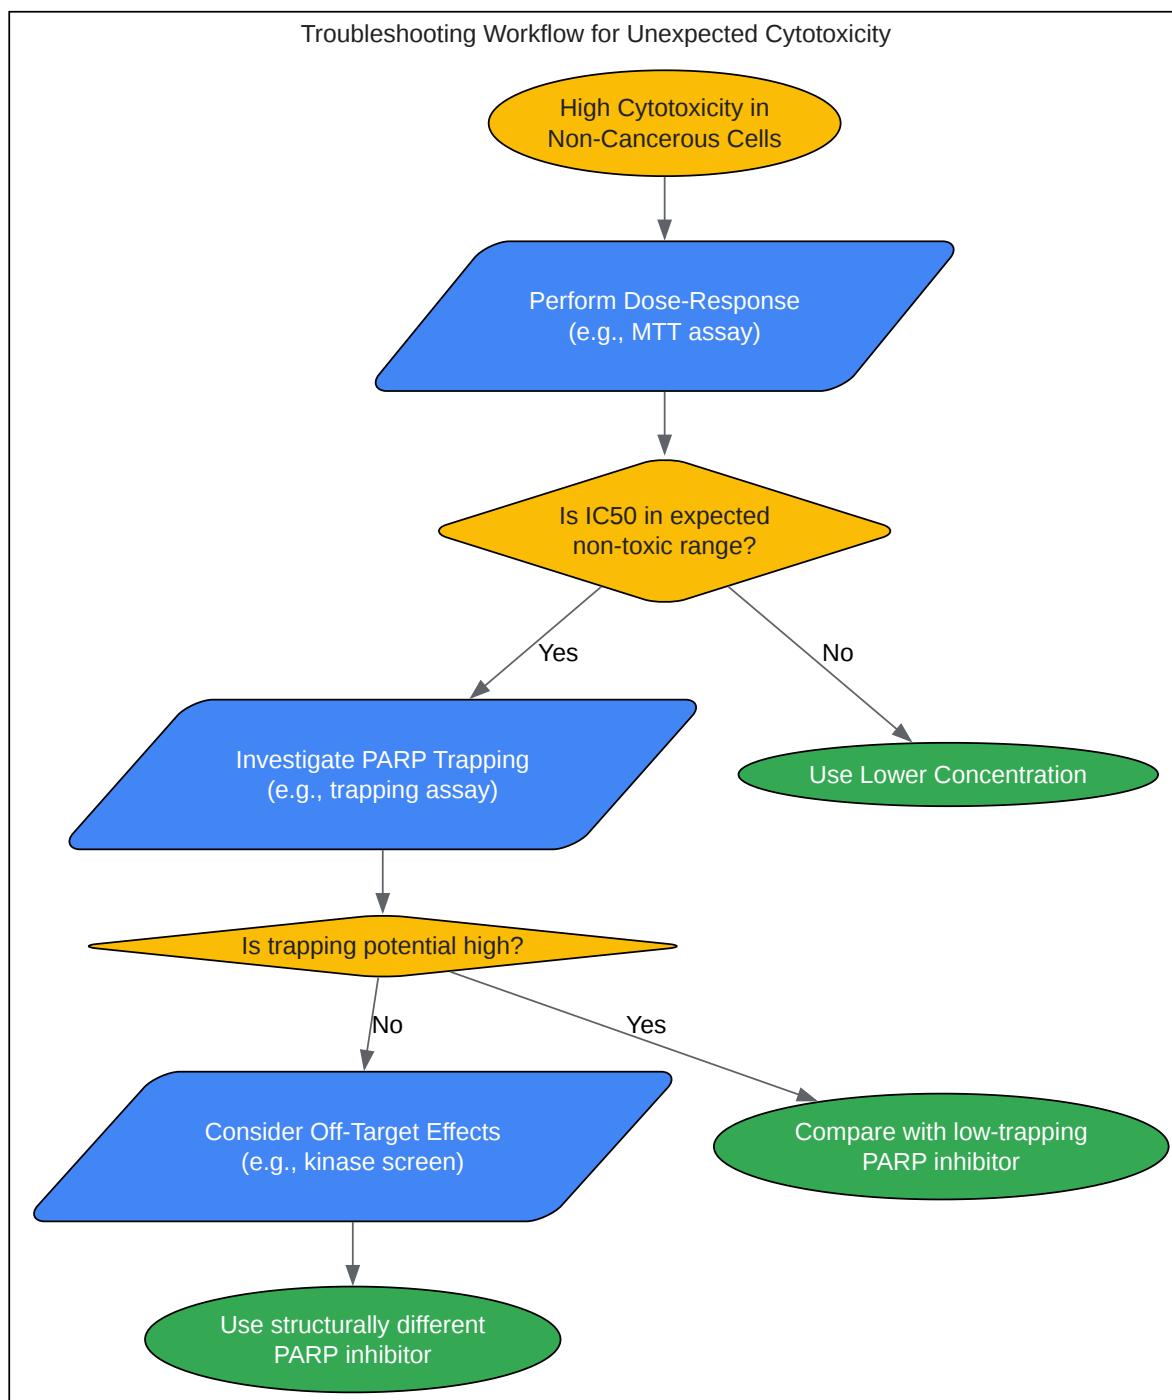 Troubleshooting Workflow for Unexpected Cytotoxicity
High Cytotoxicity in
Non-Cancerous Cells
Perform Dose-Response
(e.g., MTT assay)
Is IC50 in expected
non-toxic range?
Yes
No
Investigate PARP Trapping
(e.g., trapping assay)
Use Lower Concentration
Is trapping potential high?
No
Yes
Consider Off-Target Effects
(e.g., kinase screen)
Compare with low-trapping
PARP inhibitor
Use structurally different
PARP inhibitor